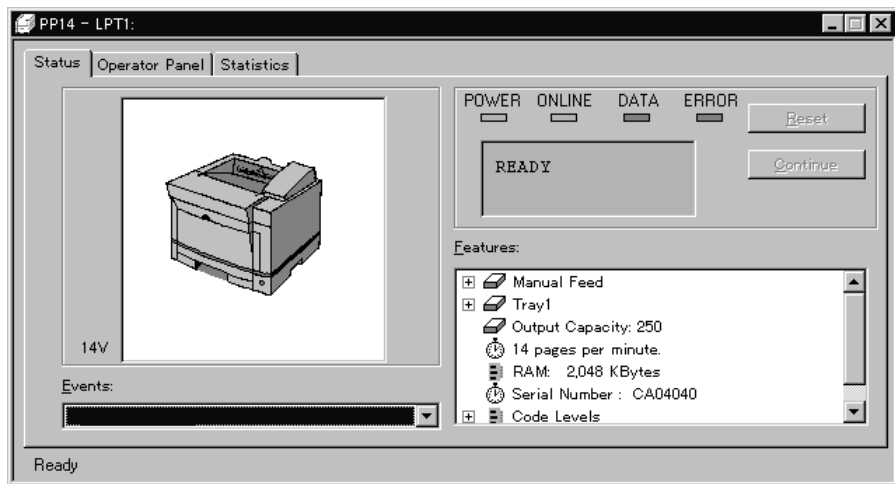 PP14 - LPT1:
Status
Operator Panel
Statistics
14V
Events:
POWER ONLINE DATA ERROR
READY
Reset
Continue
Features:
Manual Feed
Tray1
Output Capacity: 250
14 pages per minute.
RAM: 2,048 KBytes
Serial Number : CA04040
Code Levels
Ready